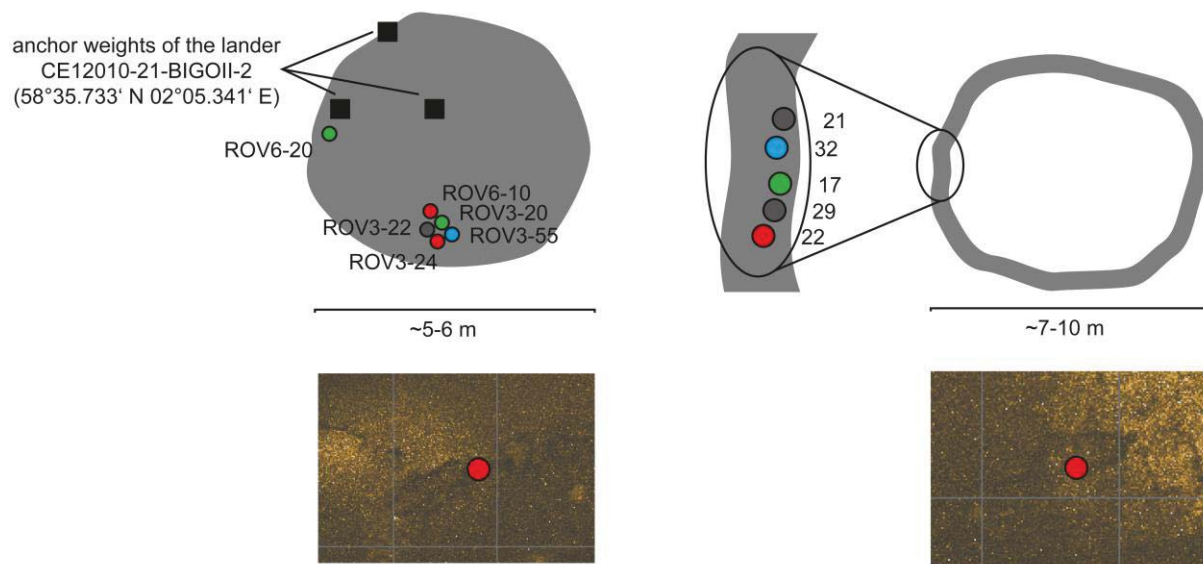 anchor weights of the lander
CE12010-21-BIGOII-2
(58°35.733‘ N 02°05.341‘ E)
ROV6-20
ROV6-10
ROV3-20
ROV3-22
ROV3-55
ROV3-24
~5-6 m
21
32
17
29
22
~7-10 m